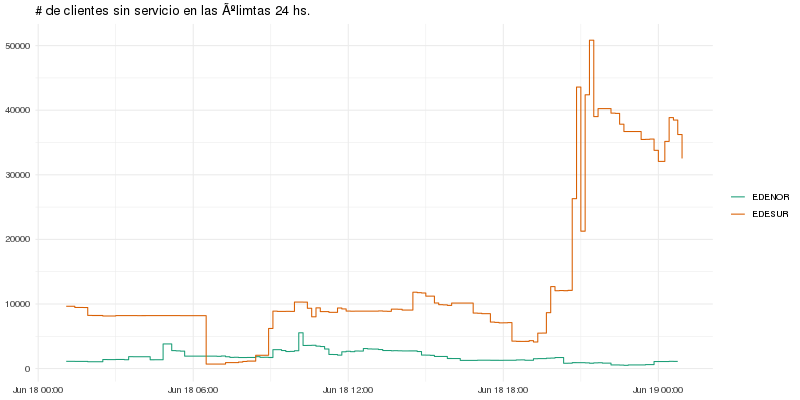 # de clientes sin servicio en las Ãºlimtas 24 hs.
50000
40000
30000
20000
10000
0
Jun 18 00:00
Jun 18 06:00
Jun 18 12:00
Jun 18 18:00
Jun 19 00:00
EDENOR
EDESUR